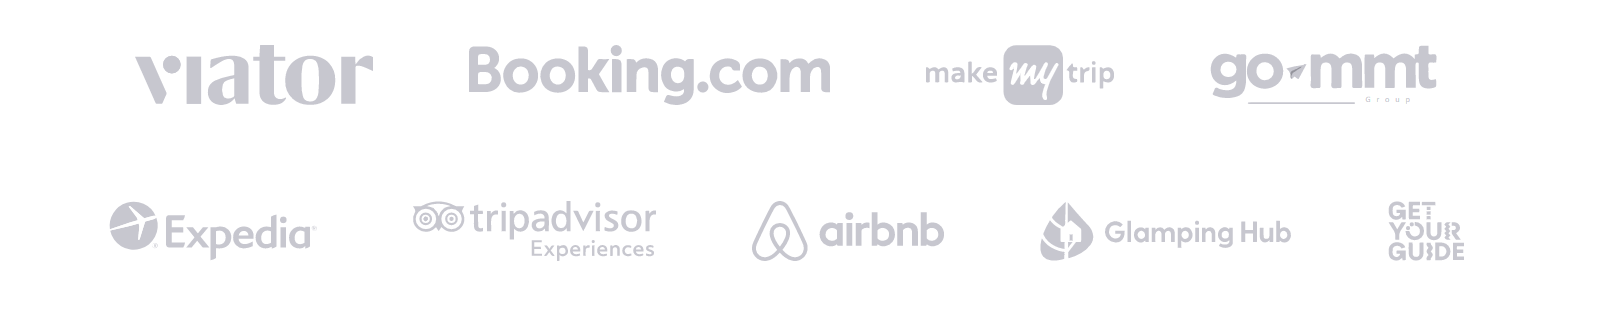 viator
Booking.com
make my trip
go mmt
Group
Expedia®
tripadvisor
Experiences
airbnb
Glamping Hub
GET
YOUR
GUIDE